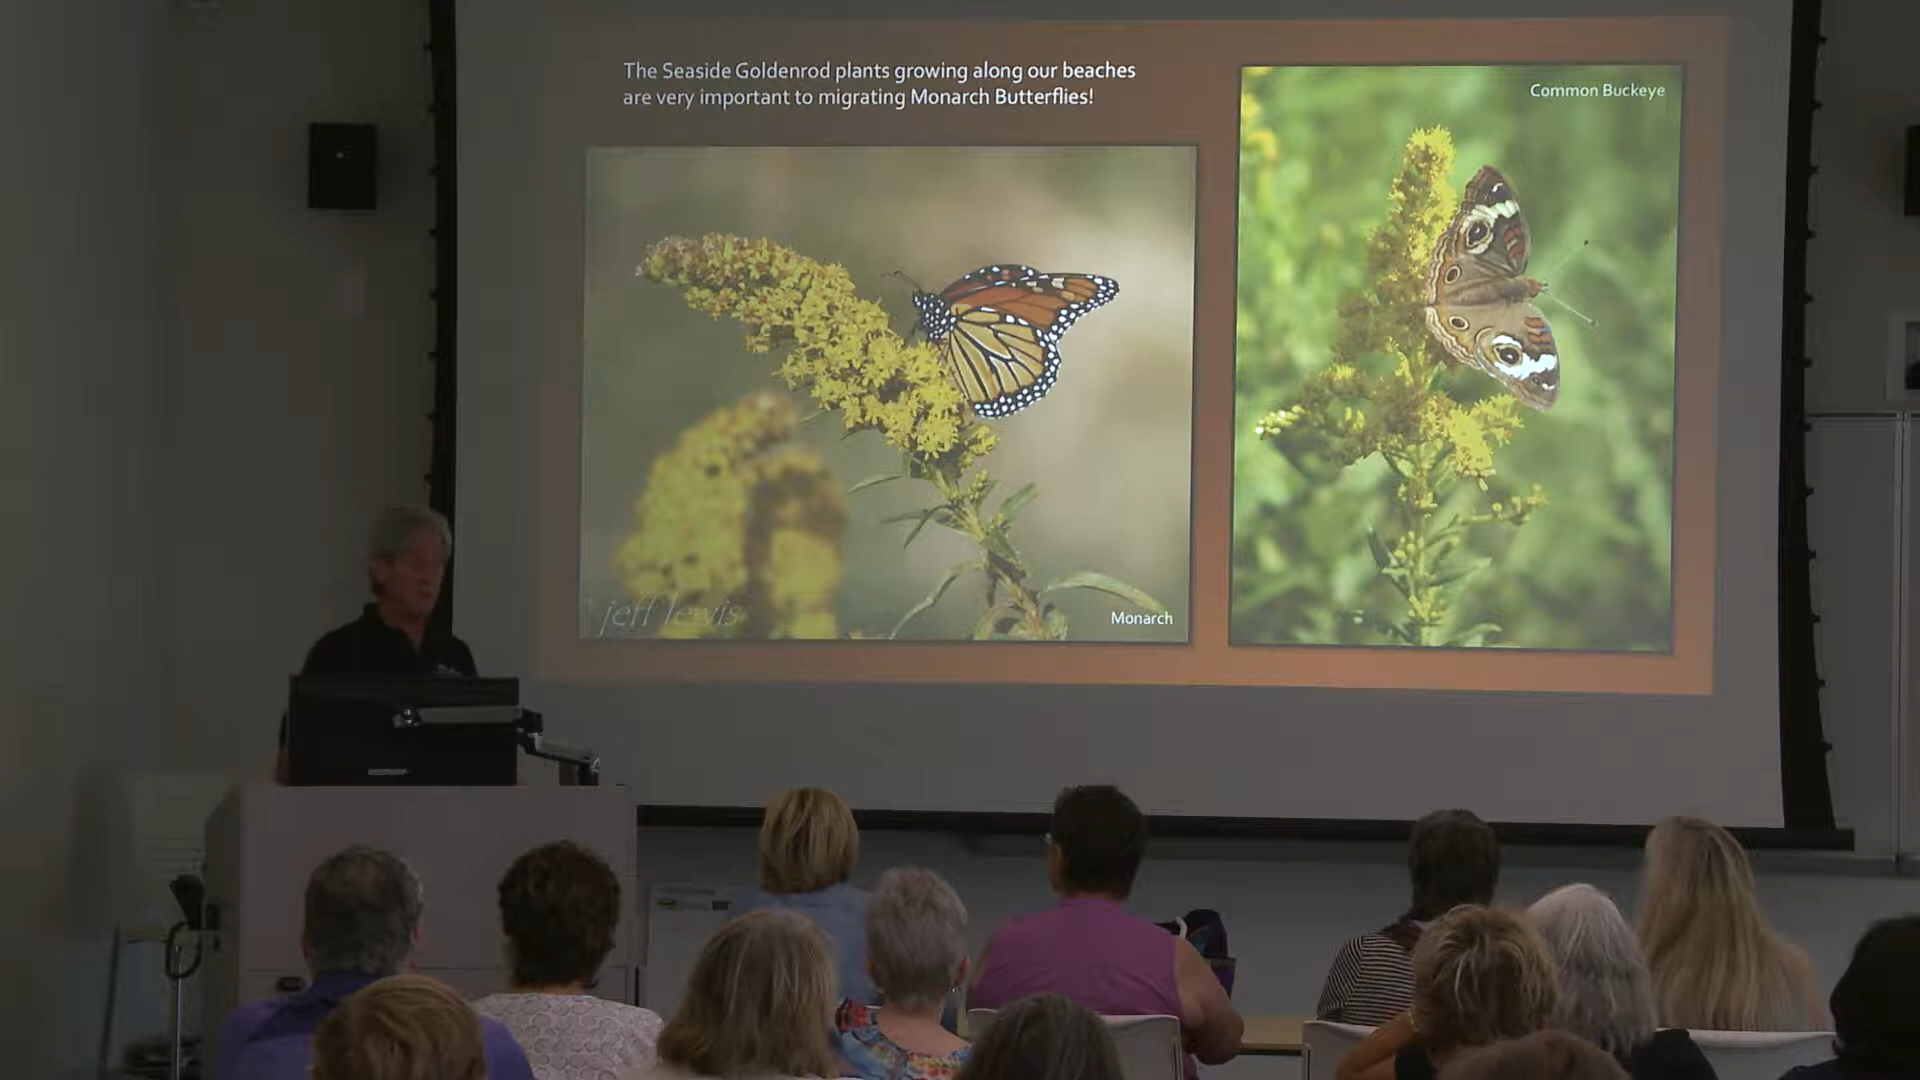 The Seaside Goldenrod plants growing along our beaches
are very important to migrating Monarch Butterflies!
Common Buckeye
jeff lewis
Monarch